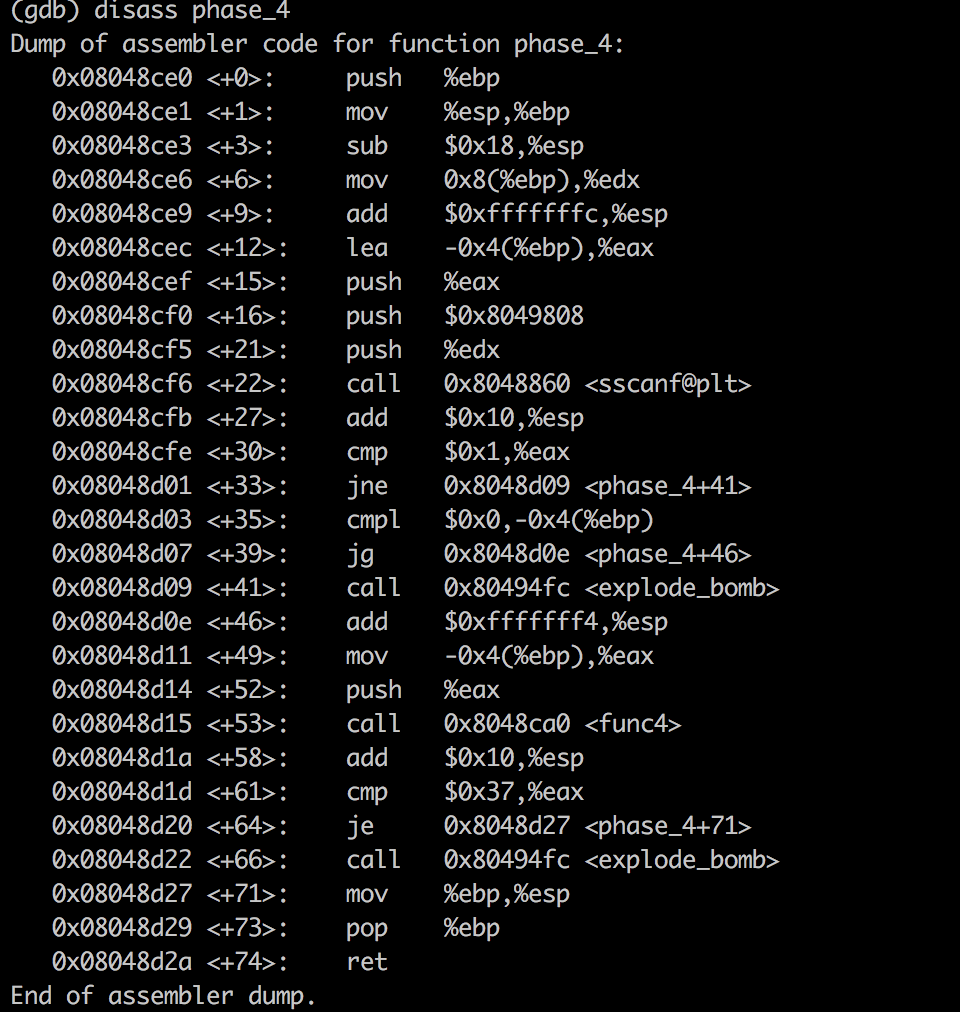 (gdb) disass phase_4
Dump of assembler code for function phase_4:
   0x08048ce0 <+0>:     push   %ebp
   0x08048ce1 <+1>:     mov    %esp,%ebp
   0x08048ce3 <+3>:     sub    $0x18,%esp
   0x08048ce6 <+6>:     mov    0x8(%ebp),%edx
   0x08048ce9 <+9>:     add    $0xfffffffc,%esp
   0x08048cec <+12>:    lea    -0x4(%ebp),%eax
   0x08048cef <+15>:    push   %eax
   0x08048cf0 <+16>:    push   $0x8049808
   0x08048cf5 <+21>:    push   %edx
   0x08048cf6 <+22>:    call   0x8048860 <sscanf@plt>
   0x08048cfb <+27>:    add    $0x10,%esp
   0x08048cfe <+30>:    cmp    $0x1,%eax
   0x08048d01 <+33>:    jne    0x8048d09 <phase_4+41>
   0x08048d03 <+35>:    cmpl   $0x0,-0x4(%ebp)
   0x08048d07 <+39>:    jg     0x8048d0e <phase_4+46>
   0x08048d09 <+41>:    call   0x80494fc <explode_bomb>
   0x08048d0e <+46>:    add    $0xfffffff4,%esp
   0x08048d11 <+49>:    mov    -0x4(%ebp),%eax
   0x08048d14 <+52>:    push   %eax
   0x08048d15 <+53>:    call   0x8048ca0 <func4>
   0x08048d1a <+58>:    add    $0x10,%esp
   0x08048d1d <+61>:    cmp    $0x37,%eax
   0x08048d20 <+64>:    je     0x8048d27 <phase_4+71>
   0x08048d22 <+66>:    call   0x80494fc <explode_bomb>
   0x08048d27 <+71>:    mov    %ebp,%esp
   0x08048d29 <+73>:    pop    %ebp
   0x08048d2a <+74>:    ret
End of assembler dump.